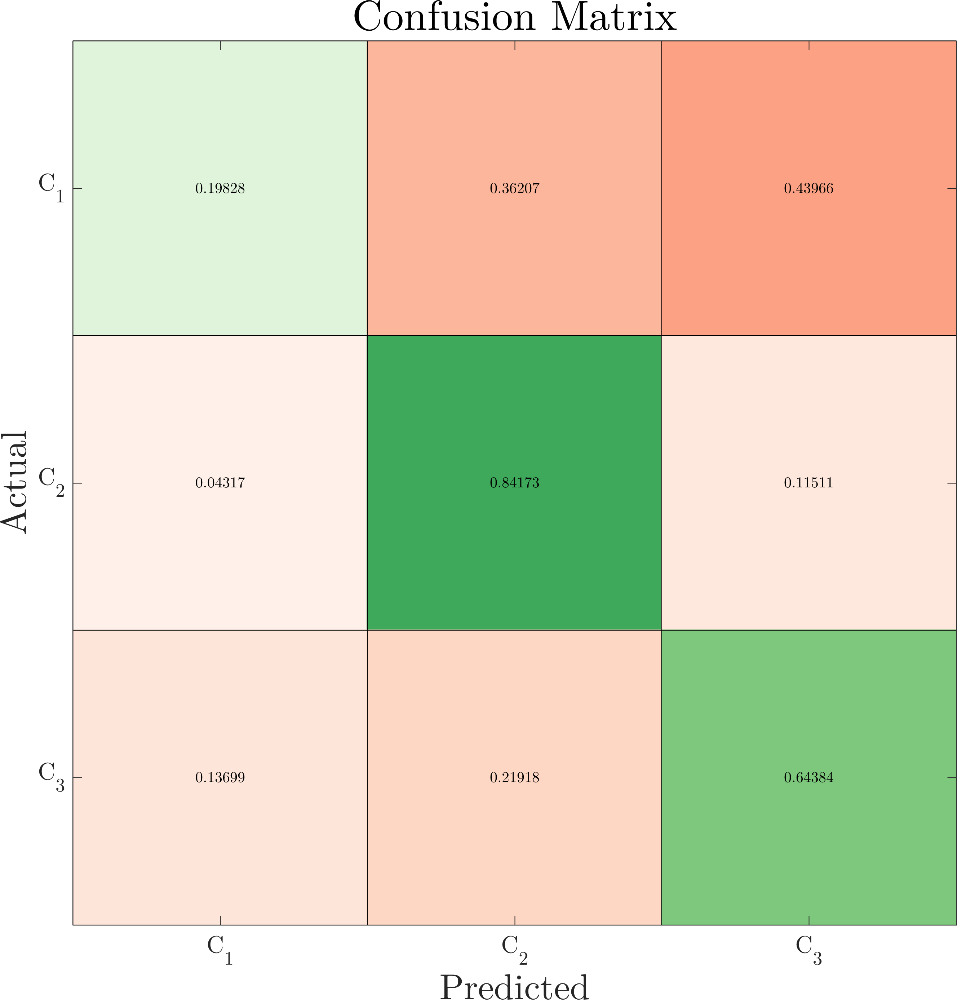 Confusion Matrix
Actual
C1 0.19828 0.36207 0.43966
C2 0.04317 0.84173 0.11511
C3 0.13699 0.21918 0.64384
C1 C2 C3
Predicted